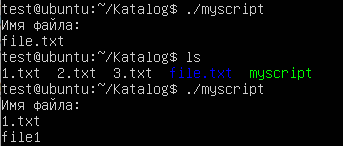 test@ubuntu:~/Katalog$ ./myscript
Имя файла:
file.txt
test@ubuntu:~/Katalog$ ls
1.txt  2.txt  3.txt  file.txt  myscript
test@ubuntu:~/Katalog$ ./myscript
Имя файла:
1.txt
file1